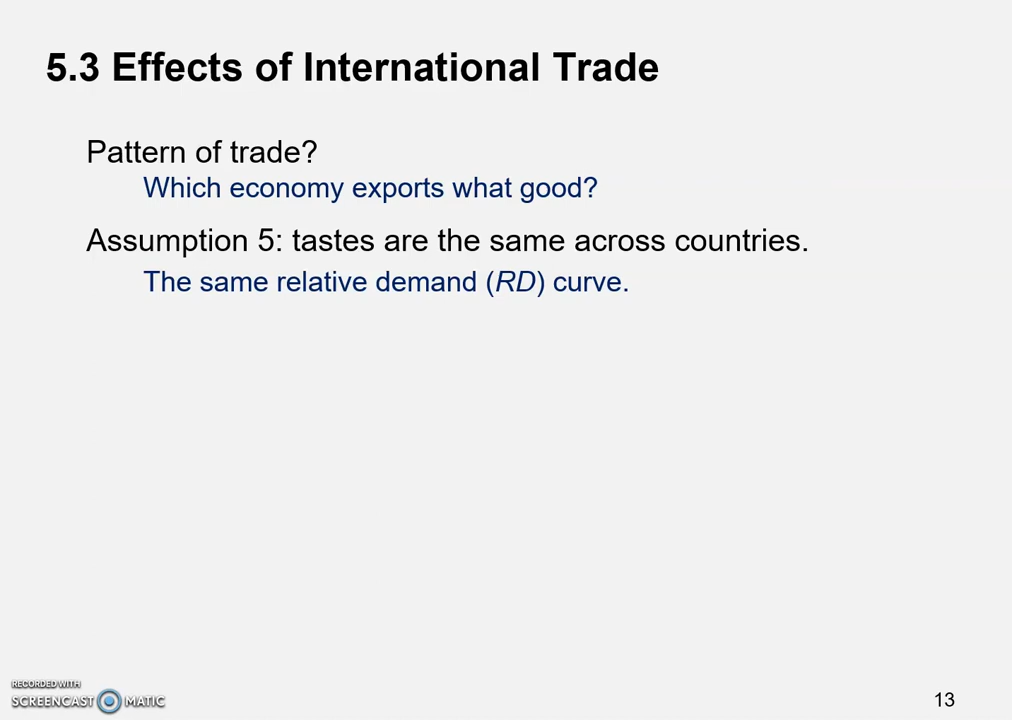 5.3 Effects of International Trade
Pattern of trade?
Which economy exports what good?
Assumption 5: tastes are the same across countries.
The same relative demand (RD) curve.
RECORDED WITH
SCREENCAST MATIC
13